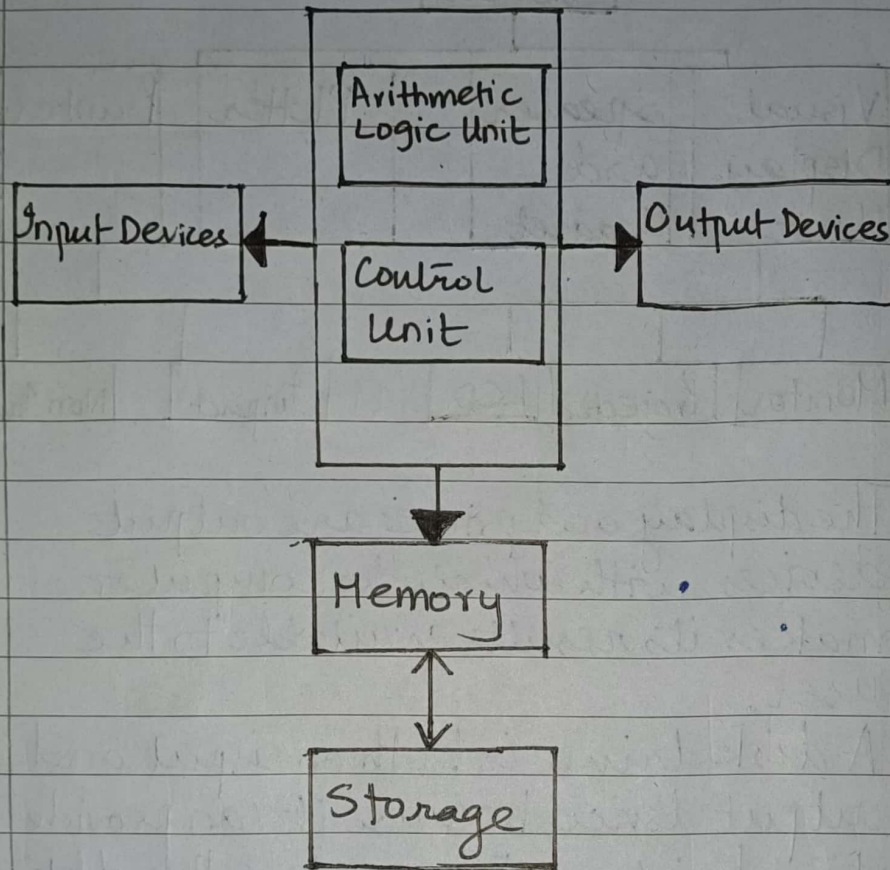 Arithmetic
Logic Unit
Input Devices
Output Devices
Control
Unit
Memory
Storage